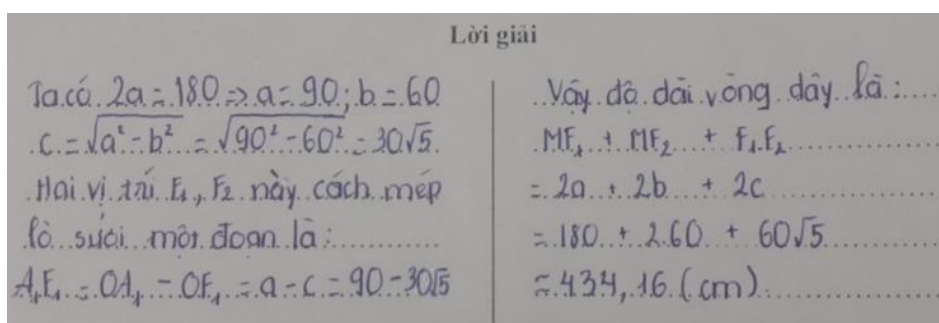 Lời giải
Ta có 2a = 180 => a = 90; b = 60
c = √a² - b² = √90² - 60² = 30√5.
Hai vị trí F₁, F₂ này cách mép
lò sưởi một đoạn là:
A₁F₁ = OA₁ - OF₁ = a - c = 90 - 30√5
Vậy độ dài vòng dây là:
MF₁ + MF₂ + F₁F₂
= 2a + 2b + 2c
= 180 + 2.60 + 60√5
≈ 434,16 (cm).